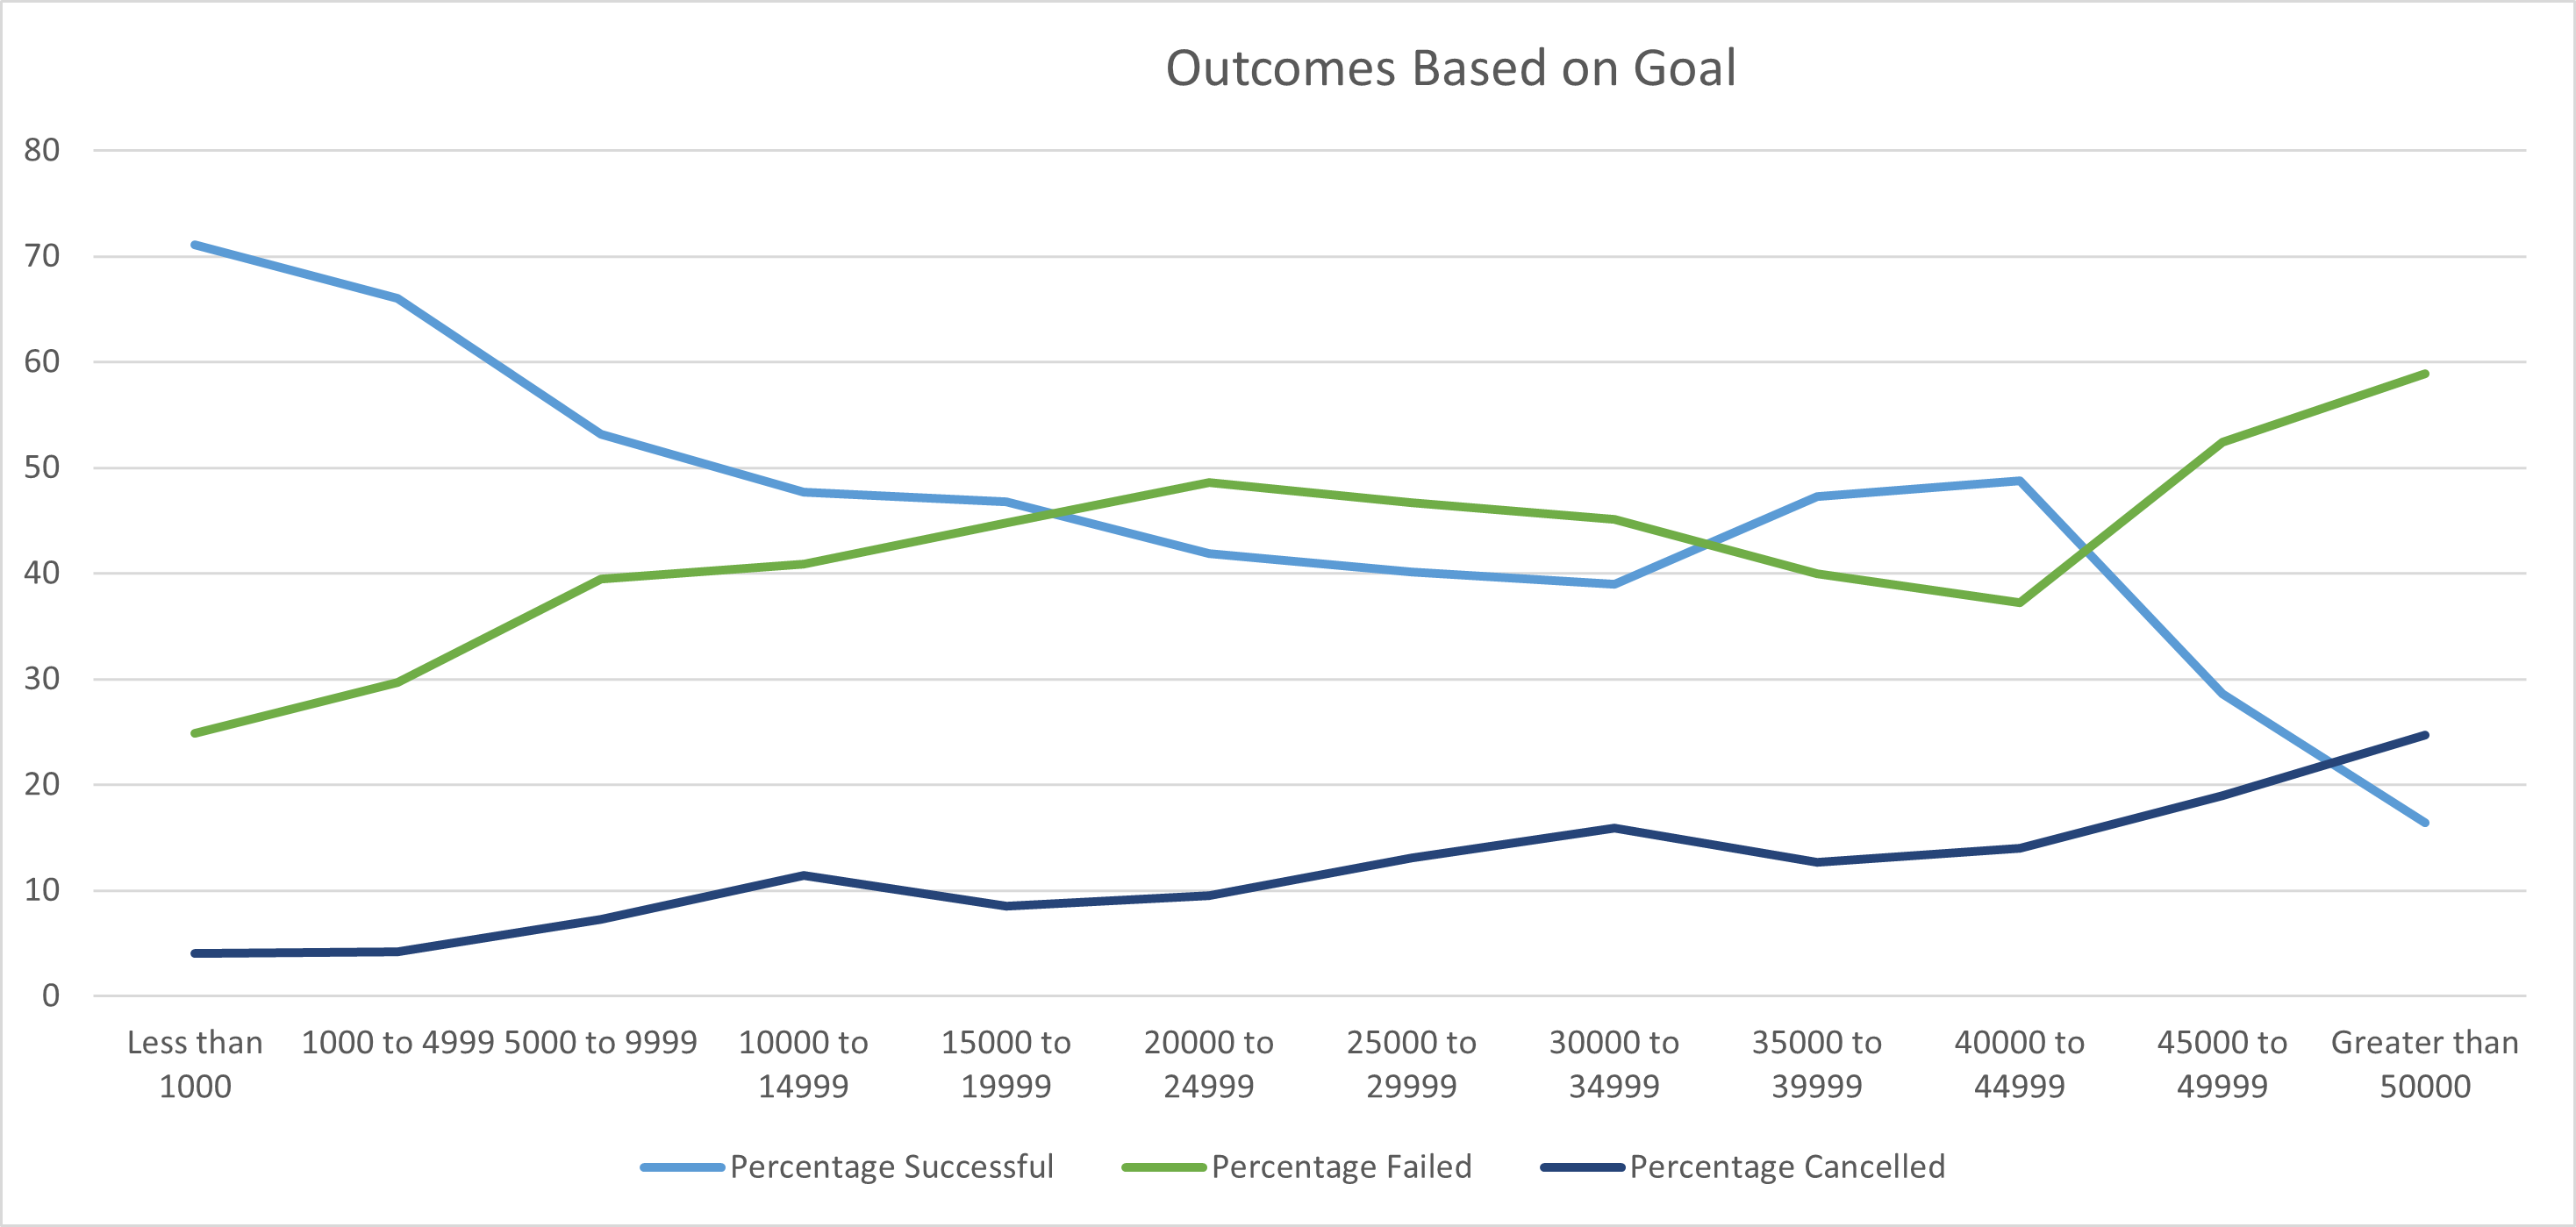 Outcomes Based on Goal
80
70
60
50
40
30
20
10
0
Less than 1000 to 4999 5000 to 9999 10000 to 15000 to 20000 to 25000 to 30000 to 35000 to 40000 to 45000 to Greater than
1000 14999 19999 24999 29999 34999 39999 44999 49999 50000
Percentage Successful Percentage Failed Percentage Cancelled